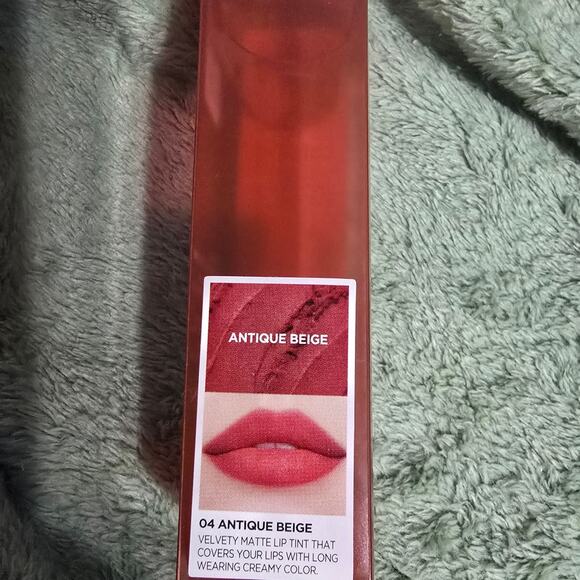 ANTIQUE BEIGE
04 ANTIQUE BEIGE
VELVETY MATTE LIP TINT THAT
COVERS YOUR LIPS WITH LONG
WEARING CREAMY COLOR.